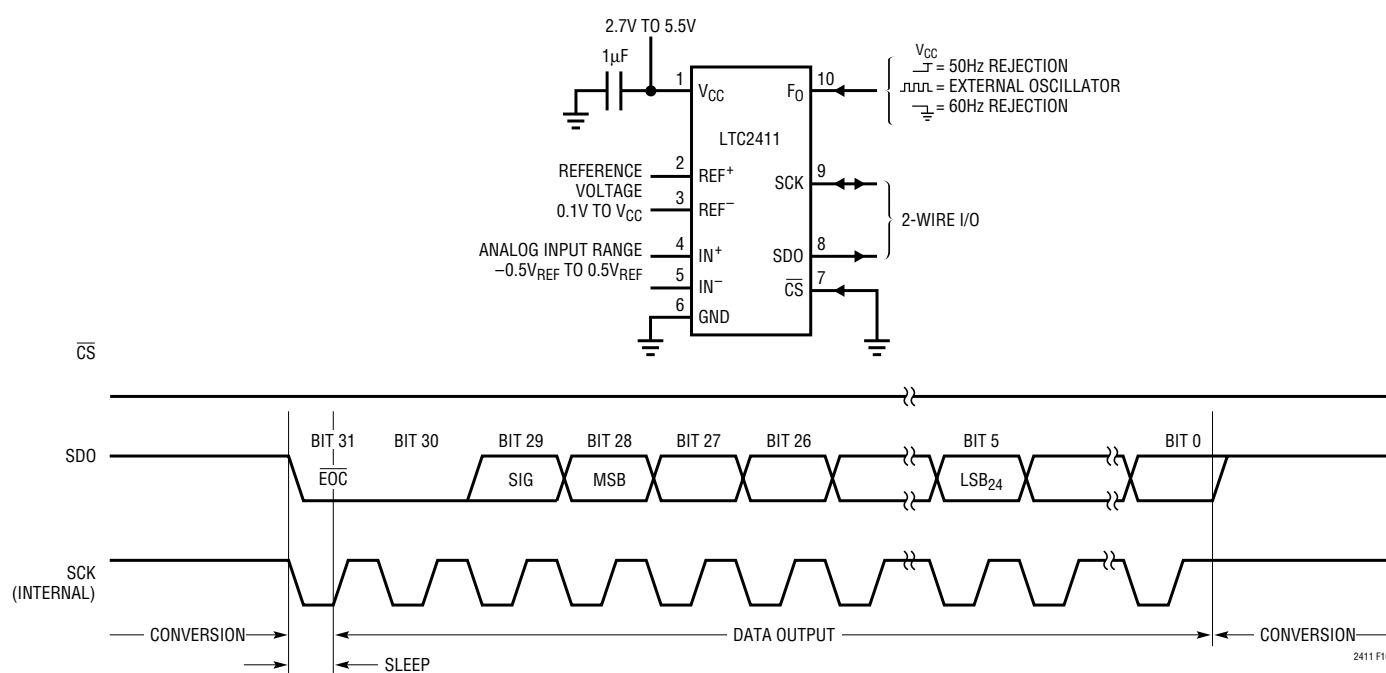 2.7V TO 5.5V
1µF
1
VCC
2
REFERENCE VOLTAGE 0.1V TO VCC
REF+
3
REF−
4
ANALOG INPUT RANGE −0.5VREF TO 0.5VREF
IN+
5
IN−
6
GND
LTC2411
FO
10
VCC
= 50Hz REJECTION
= EXTERNAL OSCILLATOR
= 60Hz REJECTION
SCK
9
SDO
8
2-WIRE I/O
CS
7
CS
SDO
BIT 31
BIT 30
BIT 29
BIT 28
BIT 27
BIT 26
BIT 5
BIT 0
EOC
SIG
MSB
LSB24
SCK
(INTERNAL)
CONVERSION
DATA OUTPUT
CONVERSION
SLEEP